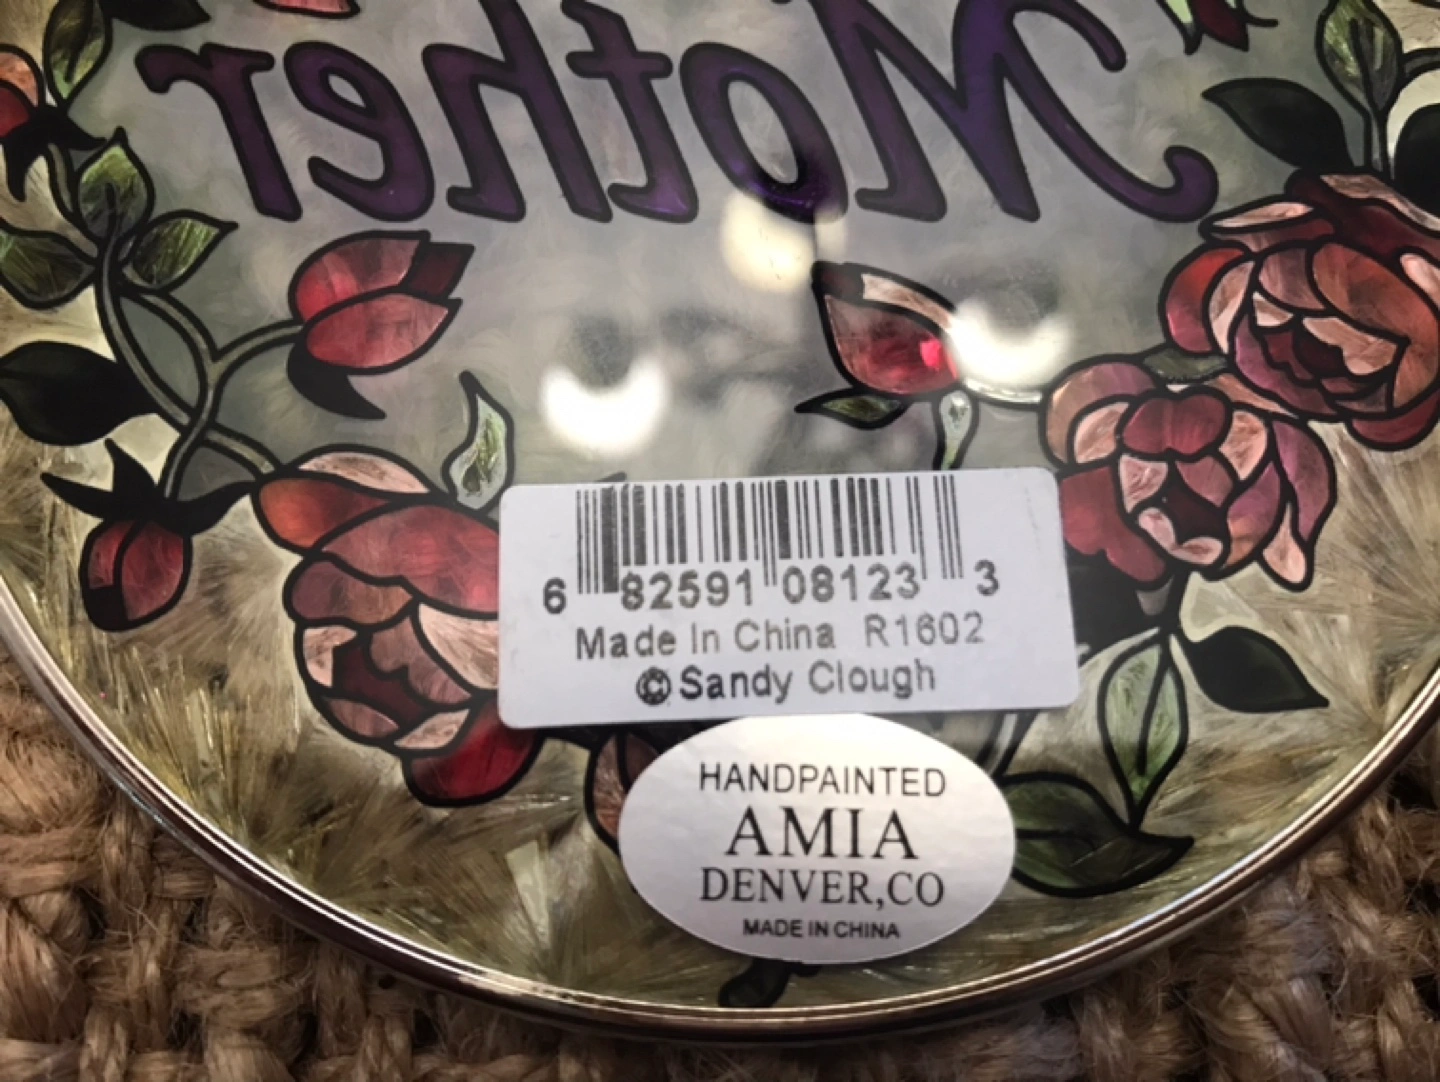 Mother
6 82591 08123 3
Made In China R1602
©Sandy Clough
HANDPAINTED
AMIA
DENVER,CO
MADE IN CHINA